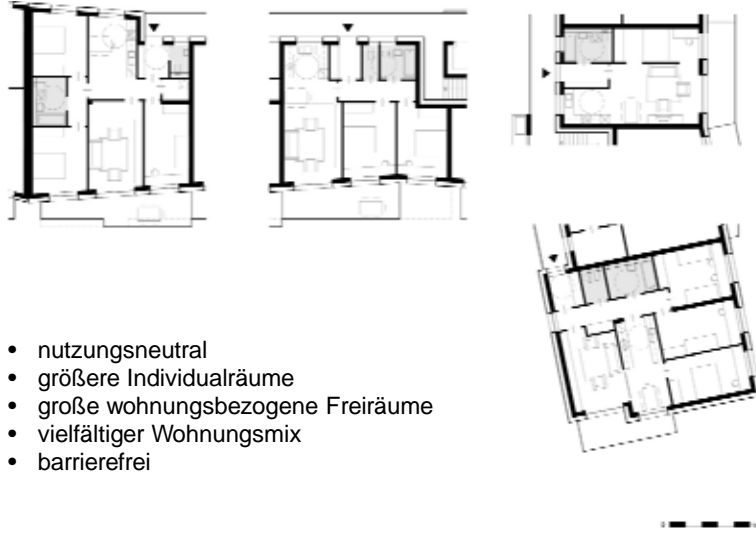 • nutzungsneutral
• größere Individualräume
• große wohnungsbezogene Freiräume
• vielfältiger Wohnungsmix
• barrierefrei